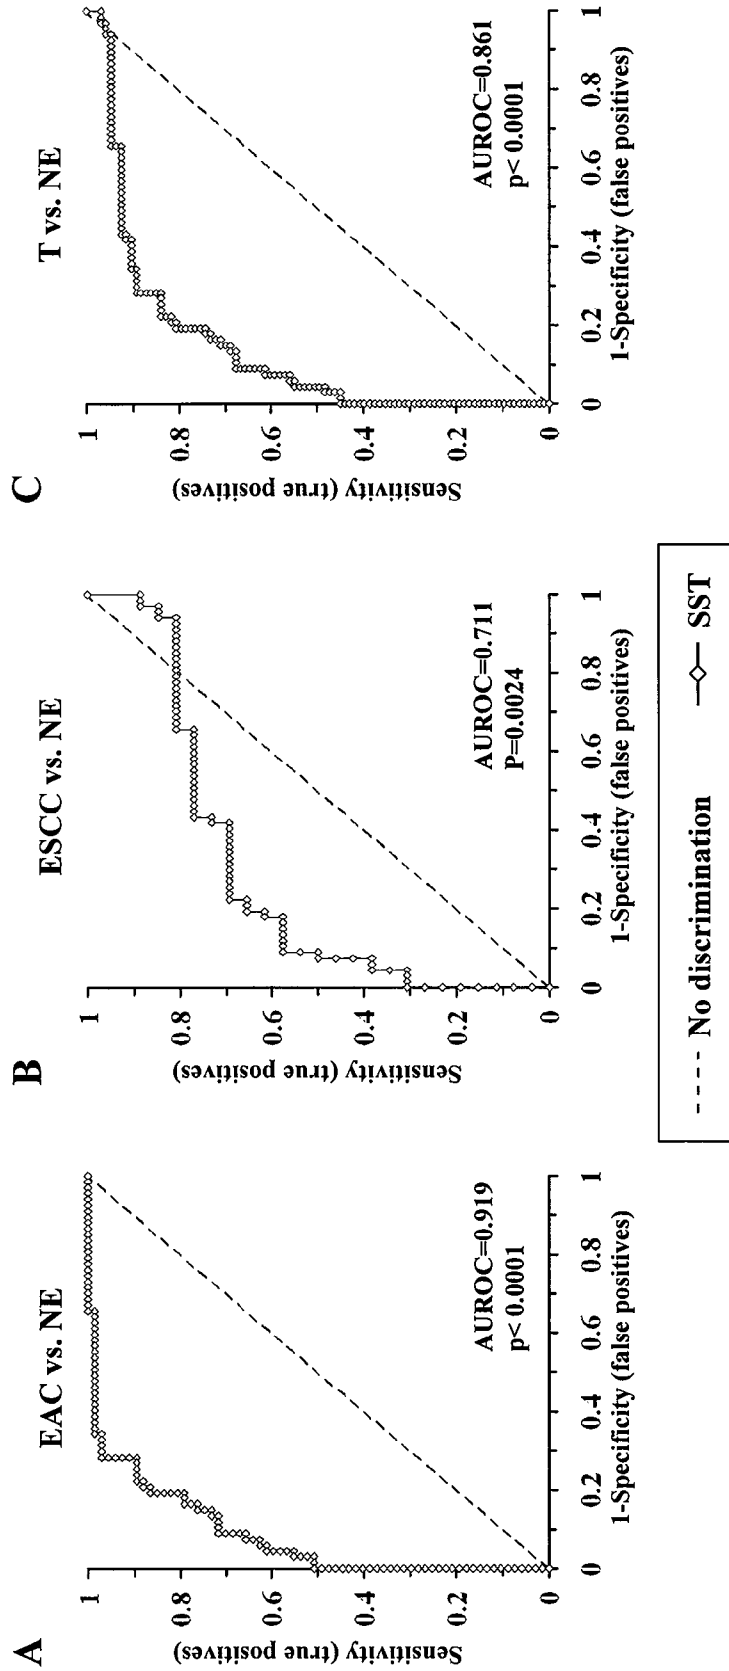 A
EAC vs. NE
Sensitivity (true positives)
1
0.8
0.6
0.4
0.2
0
0 0.2 0.4 0.6 0.8 1
1-Specificity (false positives)
AUROC=0.919
p< 0.0001
B
ESCC vs. NE
Sensitivity (true positives)
1
0.8
0.6
0.4
0.2
0
0 0.2 0.4 0.6 0.8 1
1-Specificity (false positives)
AUROC=0.711
P=0.0024
C
T vs. NE
Sensitivity (true positives)
1
0.8
0.6
0.4
0.2
0
0 0.2 0.4 0.6 0.8 1
1-Specificity (false positives)
AUROC=0.861
p< 0.0001
No discrimination SST